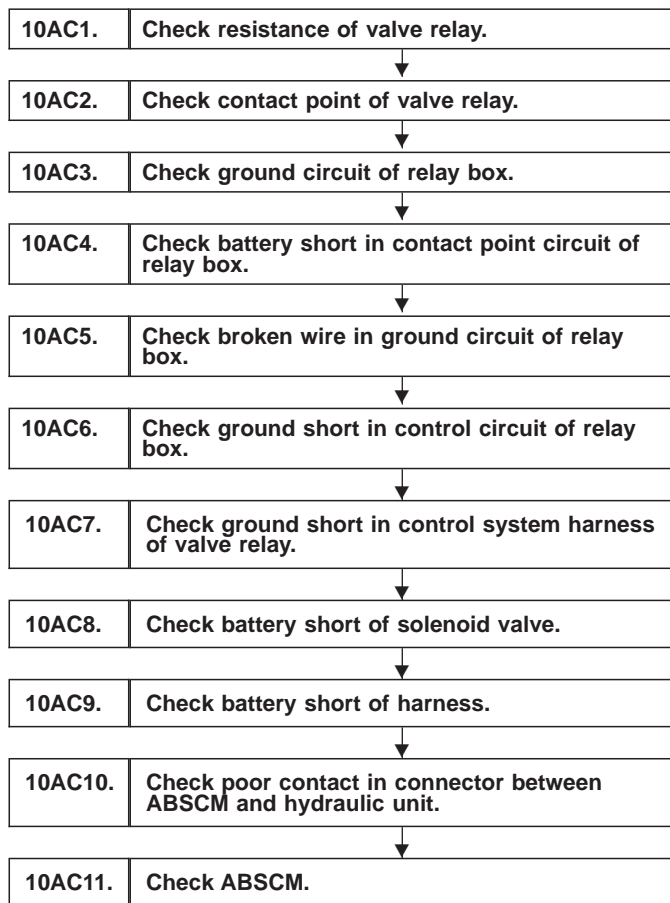 10AC1. Check resistance of valve relay.
10AC2. Check contact point of valve relay.
10AC3. Check ground circuit of relay box.
10AC4. Check battery short in contact point circuit of
relay box.
10AC5. Check broken wire in ground circuit of relay
box.
10AC6. Check ground short in control circuit of relay
box.
10AC7. Check ground short in control system harness
of valve relay.
10AC8. Check battery short of solenoid valve.
10AC9. Check battery short of harness.
10AC10. Check poor contact in connector between
ABSCM and hydraulic unit.
10AC11. Check ABSCM.